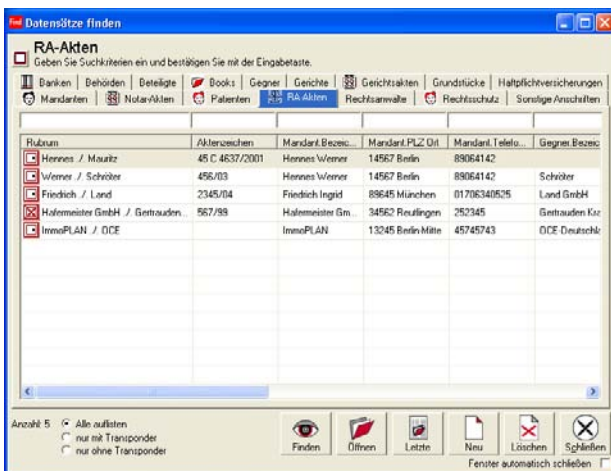 Find Datensätze finden
RA-Akten
Geben Sie Suchkriterien ein und bestätigen Sie mit der Eingabetaste.
Banken Behörden Beteiligte Books Gegner Gerichte Gerichtsakten Grundstücke Haftpflichtversicherungen
Mandanten Notar-Akten Patienten RA-Akten Rechtsanwälte Rechtsschutz Sonstige Anschriften
Rubrum Aktenzeichen Mandant.Bezeic... Mandant.PLZ Ort Mandant.Telefo... Gegner.Bezeic
Hennes ./. Mauritz 45 C 4637/2001 Hennes Werner 14567 Berlin 89064142
Werner ./. Schröter 456/03 Hennes Werner 14567 Berlin 89064142 Schröter
Friedrich ./. Land 2345/04 Friedrich Ingrid 89645 München 01706340525 Land GmbH
Hafermeister GmbH ./. Gertrauden... 567/99 Hafermeister Gm... 34562 Reutlingen 252345 Gertrauden Kra
ImmoPLAN ./. OCE ImmoPLAN 13245 Berlin-Mitte 45745743 OCE-Deutschla
Anzahl: 5 Alle auflisten
nur mit Transponder
nur ohne Transponder
Finden Öffnen Letzte Neu Löschen Schließen
Fenster automatisch schließen